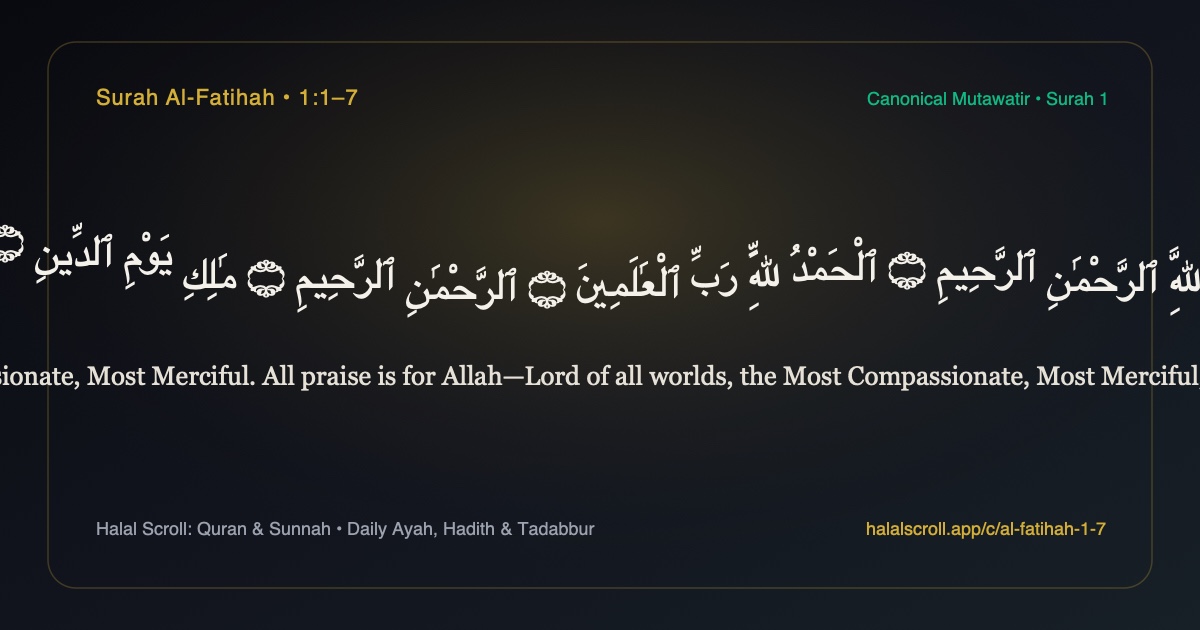 Surah Al-Fatihah • 1:1–7
Canonical Mutawatir • Surah 1
للَّهِ ٱلرَّحْمَٰنِ ٱلرَّحِيمِ ۝ ٱلْحَمْدُ لِلَّهِ رَبِّ ٱلْعَٰلَمِينَ ۝ ٱلرَّحْمَٰنِ ٱلرَّحِيمِ ۝ مَٰلِكِ يَوْمِ ٱلدِّينِ ۝
sionate, Most Merciful. All praise is for Allah—Lord of all worlds, the Most Compassionate, Most Merciful,
Halal Scroll: Quran & Sunnah • Daily Ayah, Hadith & Tadabbur
halalscroll.app/c/al-fatihah-1-7